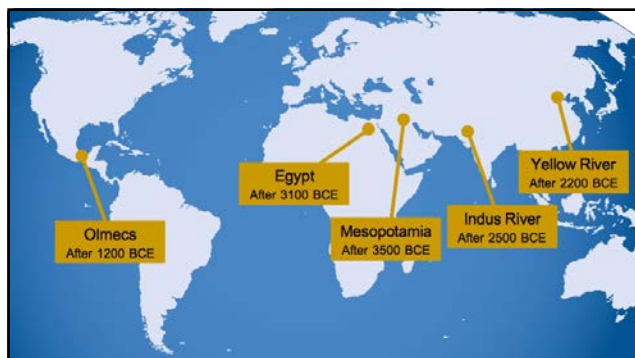 Egypt
After 3100 BCE
Yellow River
After 2200 BCE
Olmecs
After 1200 BCE
Mesopotamia
After 3500 BCE
Indus River
After 2500 BCE